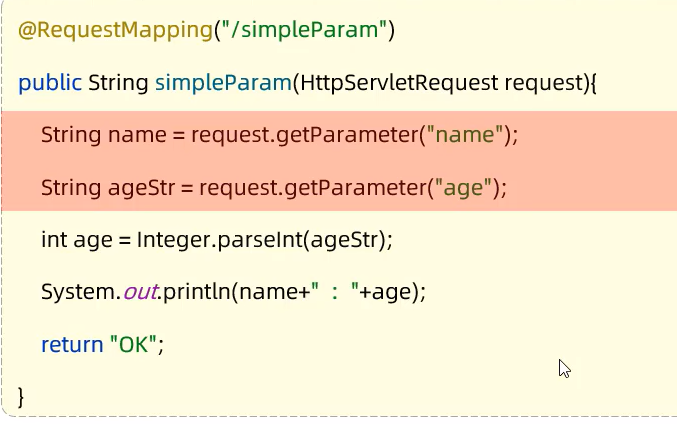 @RequestMapping("/simpleParam")
public String simpleParam(HttpServletRequest request){
String name = request.getParameter("name");
String ageStr = request.getParameter("age");
int age = Integer.parseInt(ageStr);
System.out.println(name+" : "+age);
return "OK";
}